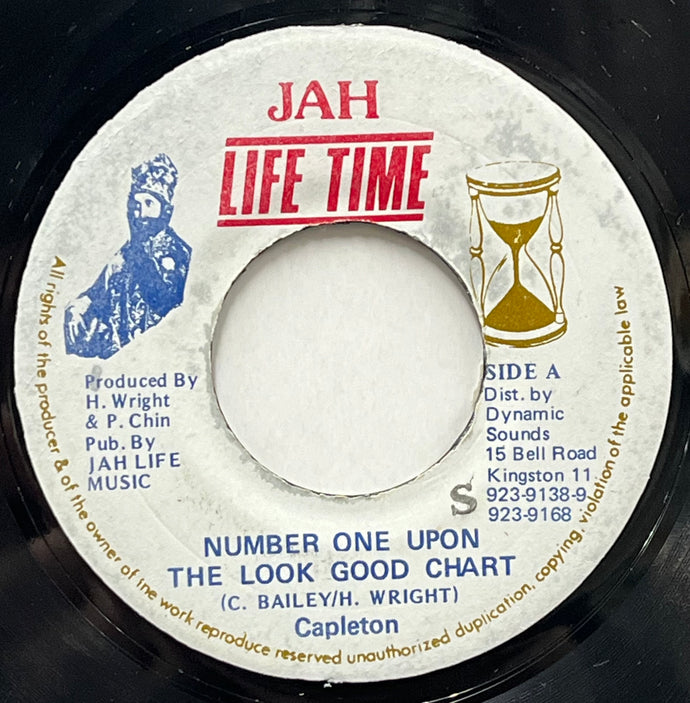 JAH
LIFE TIME
Produced By
H. Wright
& P. Chin
Pub. By
JAH LIFE
MUSIC
SIDE A
Dist. by
Dynamic
Sounds
15 Bell Road
Kingston 11
923-9138-9
923-9168
S
NUMBER ONE UPON
THE LOOK GOOD CHART
(C. BAILEY/H. WRIGHT)
Capleton
All rights of the producer & of the owner of ine work reproduce reserved unauthorized duplication, copying, violation of the applicable law